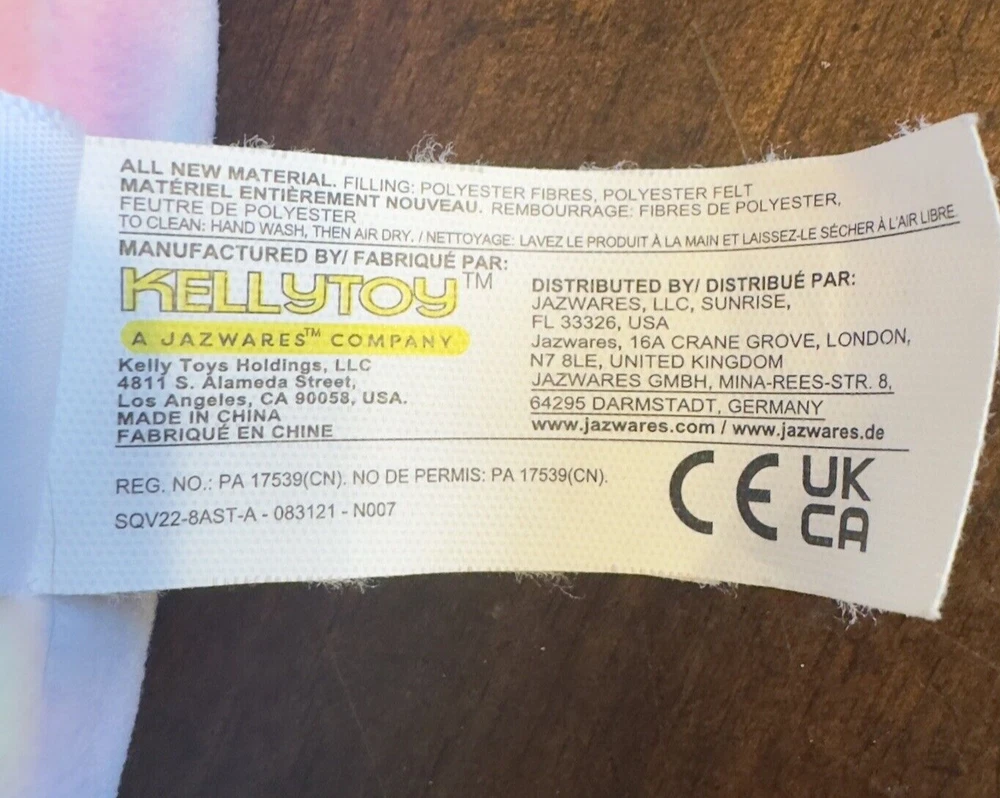 ALL NEW MATERIAL. FILLING: POLYESTER FIBRES, POLYESTER FELT
MATÉRIEL ENTIÈREMENT NOUVEAU. REMBOURRAGE: FIBRES DE POLYESTER,
FEUTRE DE POLYESTER
TO CLEAN: HAND WASH, THEN AIR DRY. / NETTOYAGE: LAVEZ LE PRODUIT À LA MAIN ET LAISSEZ-LE SÉCHER À L'AIR LIBRE
MANUFACTURED BY/ FABRIQUÉ PAR:
KELLYTOY™
A JAZWARES™ COMPANY
Kelly Toys Holdings, LLC
4811 S. Alameda Street,
Los Angeles, CA 90058, USA.
MADE IN CHINA
FABRIQUÉ EN CHINE
DISTRIBUTED BY/ DISTRIBUÉ PAR:
JAZWARES, LLC, SUNRISE,
FL 33326, USA
Jazwares, 16A CRANE GROVE, LONDON,
N7 8LE, UNITED KINGDOM
JAZWARES GMBH, MINA-REES-STR. 8,
64295 DARMSTADT, GERMANY
www.jazwares.com / www.jazwares.de
REG. NO.: PA 17539(CN). NO DE PERMIS: PA 17539(CN).
SQV22-8AST-A - 083121 - N007
CE
UK
CA